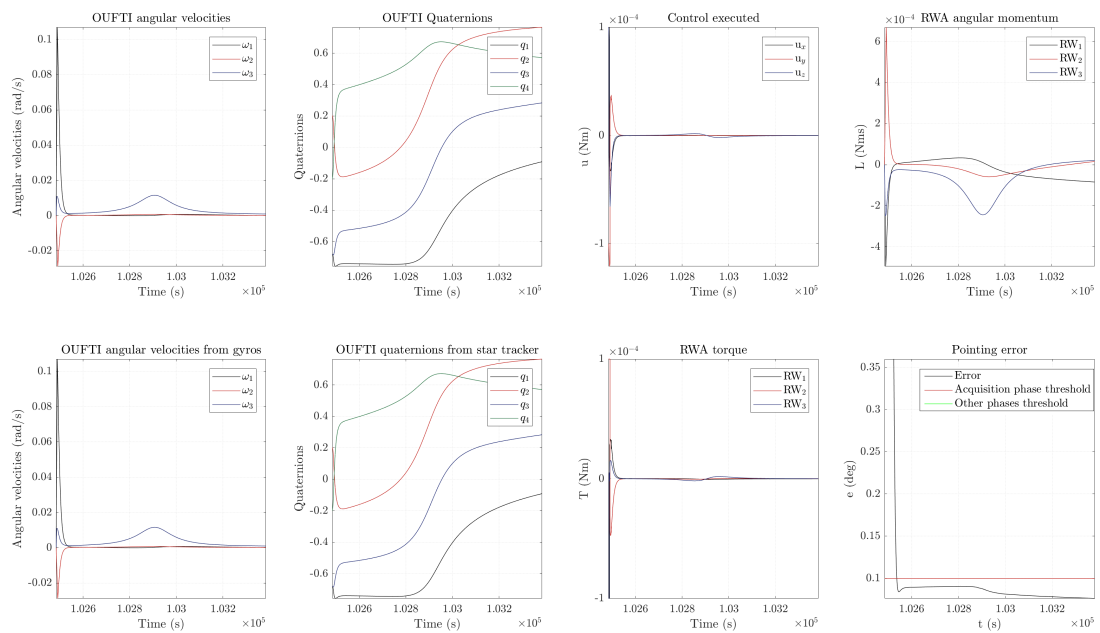 OUFTI angular velocities
Angular velocities (rad/s)
0.1
0.08
0.06
0.04
0.02
0
-0.02
ω1
ω2
ω3
1.026
1.028
1.03
1.032
Time (s)
×10^5
OUFTI Quaternions
Quaternions
0.6
0.4
0.2
0
-0.2
-0.4
-0.6
q1
q2
q3
q4
1.026
1.028
1.03
1.032
Time (s)
×10^5
Control executed
×10^-4
u (Nm)
1
0
-1
ux
uy
uz
1.026
1.028
1.03
1.032
Time (s)
×10^5
RWA angular momentum
×10^-4
L (Nms)
6
4
2
0
-2
-4
RW1
RW2
RW3
1.026
1.028
1.03
1.032
Time (s)
×10^5
OUFTI angular velocities from gyros
Angular velocities (rad/s)
0.1
0.08
0.06
0.04
0.02
0
-0.02
ω1
ω2
ω3
1.026
1.028
1.03
1.032
Time (s)
×10^5
OUFTI quaternions from star tracker
Quaternions
0.6
0.4
0.2
0
-0.2
-0.4
-0.6
q1
q2
q3
q4
1.026
1.028
1.03
1.032
Time (s)
×10^5
RWA torque
×10^-4
T (Nm)
1
0
-1
RW1
RW2
RW3
1.026
1.028
1.03
1.032
Time (s)
×10^5
Pointing error
e (deg)
0.35
0.3
0.25
0.2
0.15
0.1
Error
Acquisition phase threshold
Other phases threshold
1.026
1.028
1.03
1.032
t (s)
×10^5